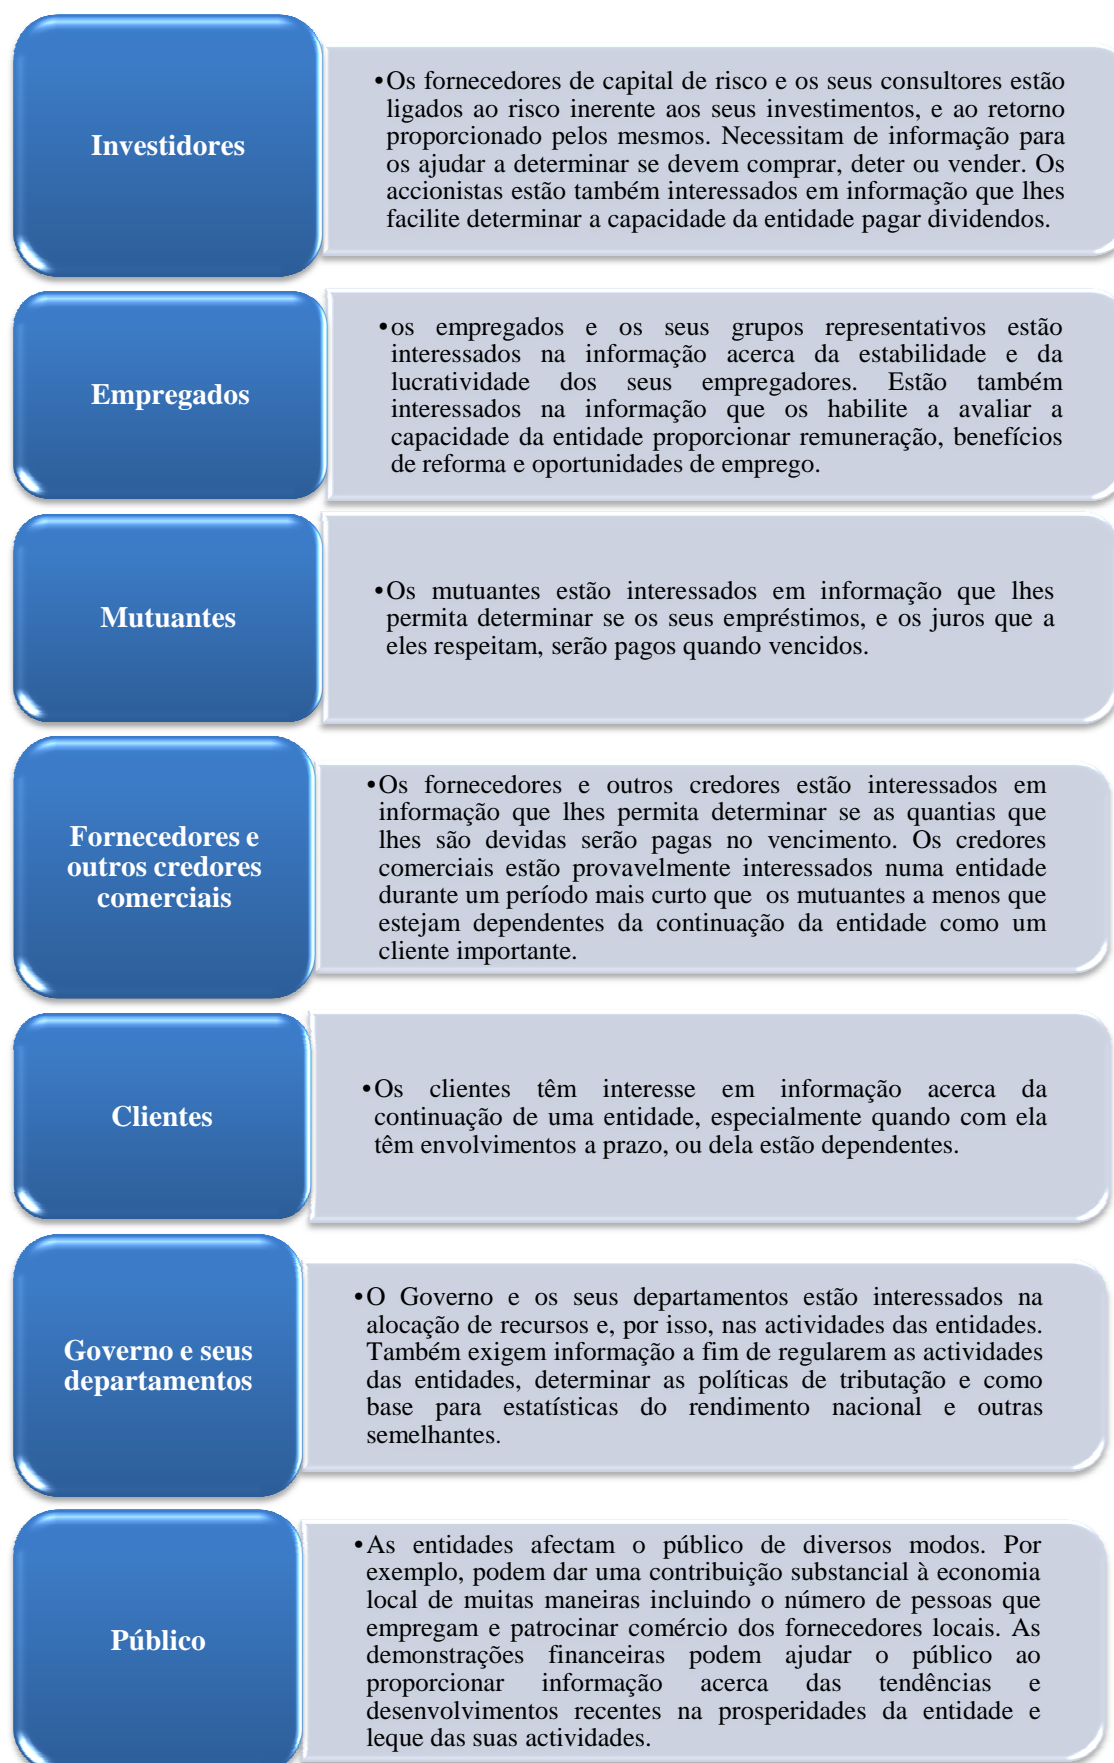 Investidores
•Os fornecedores de capital de risco e os seus consultores estão
ligados ao risco inerente aos seus investimentos, e ao retorno
proporcionado pelos mesmos. Necessitam de informação para
os ajudar a determinar se devem comprar, deter ou vender. Os
accionistas estão também interessados em informação que lhes
facilite determinar a capacidade da entidade pagar dividendos.
Empregados
•os empregados e os seus grupos representativos estão
interessados na informação acerca da estabilidade e da
lucratividade dos seus empregadores. Estão também
interessados na informação que os habilite a avaliar a
capacidade da entidade proporcionar remuneração, benefícios
de reforma e oportunidades de emprego.
Mutuantes
•Os mutuantes estão interessados em informação que lhes
permita determinar se os seus empréstimos, e os juros que a
eles respeitam, serão pagos quando vencidos.
Fornecedores e
outros credores
comerciais
•Os fornecedores e outros credores estão interessados em
informação que lhes permita determinar se as quantias que
lhes são devidas serão pagas no vencimento. Os credores
comerciais estão provavelmente interessados numa entidade
durante um período mais curto que os mutuantes a menos que
estejam dependentes da continuação da entidade como um
cliente importante.
Clientes
•Os clientes têm interesse em informação acerca da
continuação de uma entidade, especialmente quando com ela
têm envolvimentos a prazo, ou dela estão dependentes.
Governo e seus
departamentos
•O Governo e os seus departamentos estão interessados na
alocação de recursos e, por isso, nas actividades das entidades.
Também exigem informação a fim de regularem as actividades
das entidades, determinar as políticas de tributação e como
base para estatísticas do rendimento nacional e outras
semelhantes.
Público
•As entidades afectam o público de diversos modos. Por
exemplo, podem dar uma contribuição substancial à economia
local de muitas maneiras incluindo o número de pessoas que
empregam e patrocinar comércio dos fornecedores locais. As
demonstrações financeiras podem ajudar o público ao
proporcionar informação acerca das tendências e
desenvolvimentos recentes na prosperidades da entidade e
leque das suas actividades.